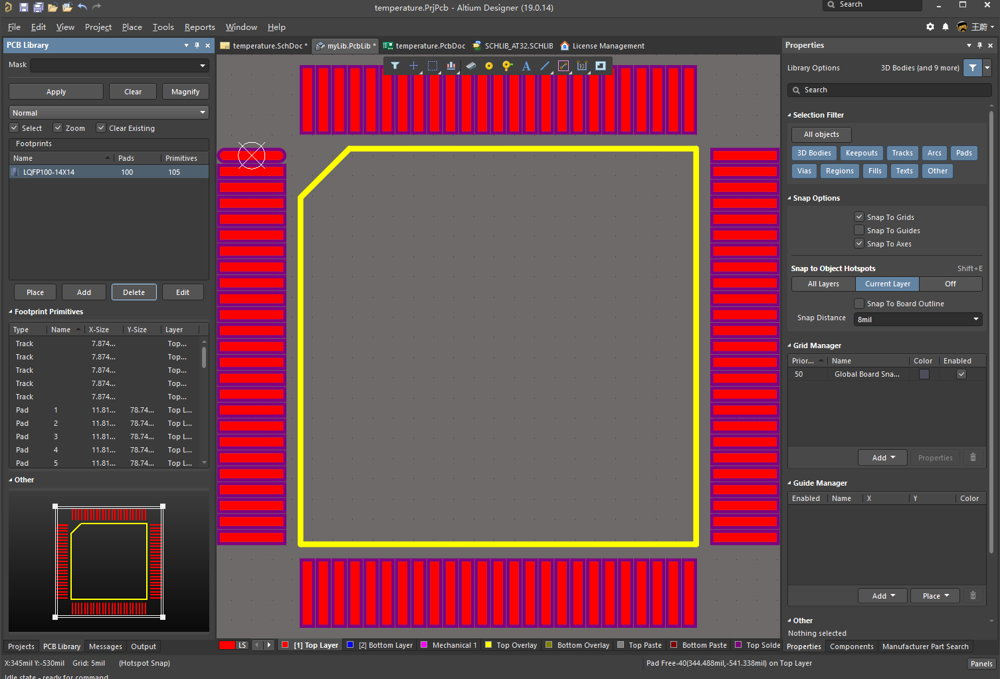 temperature.PrjPcb - Altium Designer (19.0.14)
Search
File Edit View Project Place Tools Reports Window Help
王蔚
PCB Library
temperature.SchDoc * myLib.PcbLib * temperature.PcbDoc SCHLIB_AT32.SCHLIB License Management
Properties
Mask
Apply Clear Magnify
Normal
Select Zoom Clear Existing
Footprints
Name Pads Primitives
LQFP100-14X14 100 105
Place Add Delete Edit
Footprint Primitives
Type Name X-Size Y-Size Layer
Track 7.874... Top...
Track 7.874... Top...
Track 7.874... Top...
Track 7.874... Top...
Track 7.874... Top...
Pad 1 11.81... 78.74... Top L...
Pad 2 11.81... 78.74... Top L...
Pad 3 11.81... 78.74... Top L...
Pad 4 11.81... 78.74... Top L...
Pad 5 11.81... 78.74... Top L...
Other
Projects PCB Library Messages Output
LS [1] Top Layer [2] Bottom Layer Mechanical 1 Top Overlay Bottom Overlay Top Paste Bottom Paste Top Solde
Library Options 3D Bodies (and 9 more)
Search
Selection Filter
All objects
3D Bodies Keepouts Tracks Arcs Pads
Vias Regions Fills Texts Other
Snap Options
Snap To Grids
Snap To Guides
Snap To Axes
Snap to Object Hotspots Shift+E
All Layers Current Layer Off
Snap To Board Outline
Snap Distance 8mil
Grid Manager
Prior... Name Color Enabled
50 Global Board Sna...
Add Properties
Guide Manager
Enabled Name X Y Color
Add Place
Other
Nothing selected
Properties Components Manufacturer Part Search
X:345mil Y:-530mil Grid: 5mil (Hotspot Snap)
Pad Free-40(344.488mil,-541.338mil) on Top Layer
Panels
Idle state - ready for command